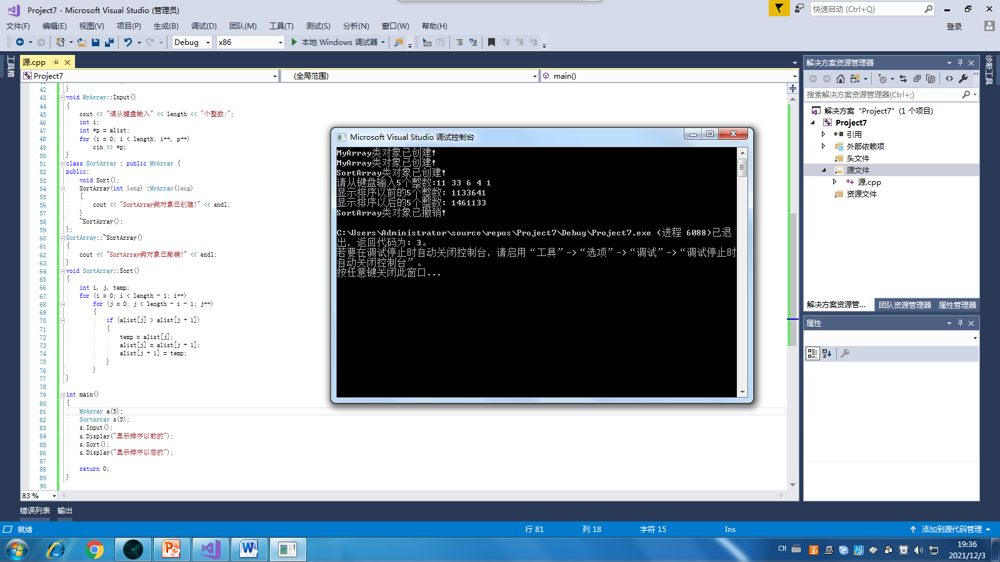 Project7 - Microsoft Visual Studio (管理员)
快速启动 (Ctrl+Q)
文件(F) 编辑(E) 视图(V) 项目(P) 生成(B) 调试(D) 团队(M) 工具(T) 测试(S) 分析(N) 窗口(W) 帮助(H)
登录
Debug x86 本地 Windows 调试器
工具箱
源.cpp
Project7 (全局范围) main()
42 }
43 void MyArray::Input()
44 {
45 cout << "请从键盘输入" << length << "个整数:";
46 int i;
47 int *p = alist;
48 for (i = 0; i < length; i++, p++)
49 cin >> *p;
50 }
51 class SortArray : public MyArray {
52 public:
53 void Sort();
54 SortArray(int leng) :MyArray(leng)
55 {
56 cout << "SortArray类对象已创建!" << endl;
57 }
58 ~SortArray();
59 };
60 SortArray::~SortArray()
61 {
62 cout << "SortArray类对象已撤销!" << endl;
63 }
64 void SortArray::Sort()
65 {
66 int i, j, temp;
67 for (i = 0; i < length - 1; i++)
68 for (j = 0; j < length - i - 1; j++)
69 {
70 if (alist[j] > alist[j + 1])
71 {
72 temp = alist[j];
73 alist[j] = alist[j + 1];
74 alist[j + 1] = temp;
75 }
76 }
77 }
78
79 int main()
80 {
81 MyArray a(5);
82 SortArray s(5);
83 s.Input();
84 s.Display("显示排序以前的");
85 s.Sort();
86 s.Display("显示排序以后的");
87
88 return 0;
89 }
90
83 %
Microsoft Visual Studio 调试控制台
MyArray类对象已创建!
MyArray类对象已创建!
SortArray类对象已创建!
请从键盘输入5个整数:11 33 6 4 1
显示排序以前的5个整数: 1133641
显示排序以后的5个整数: 1461133
SortArray类对象已撤销!
C:\Users\Administrator\source\repos\Project7\Debug\Project7.exe (进程 6088)已退
出，返回代码为: 3。
若要在调试停止时自动关闭控制台，请启用“工具”->“选项”->“调试”->“调试停止时
自动关闭控制台”。
按任意键关闭此窗口...
解决方案资源管理器
搜索解决方案资源管理器(Ctrl+;)
解决方案 “Project7” (1 个项目)
Project7
引用
外部依赖项
头文件
源文件
源.cpp
资源文件
解决方案资源管... 团队资源管理器 属性管理器
属性
诊断工具
错误列表 输出
就绪 行 81 列 18 字符 15 Ins 添加到源代码管理
CH 19:36
2021/12/3